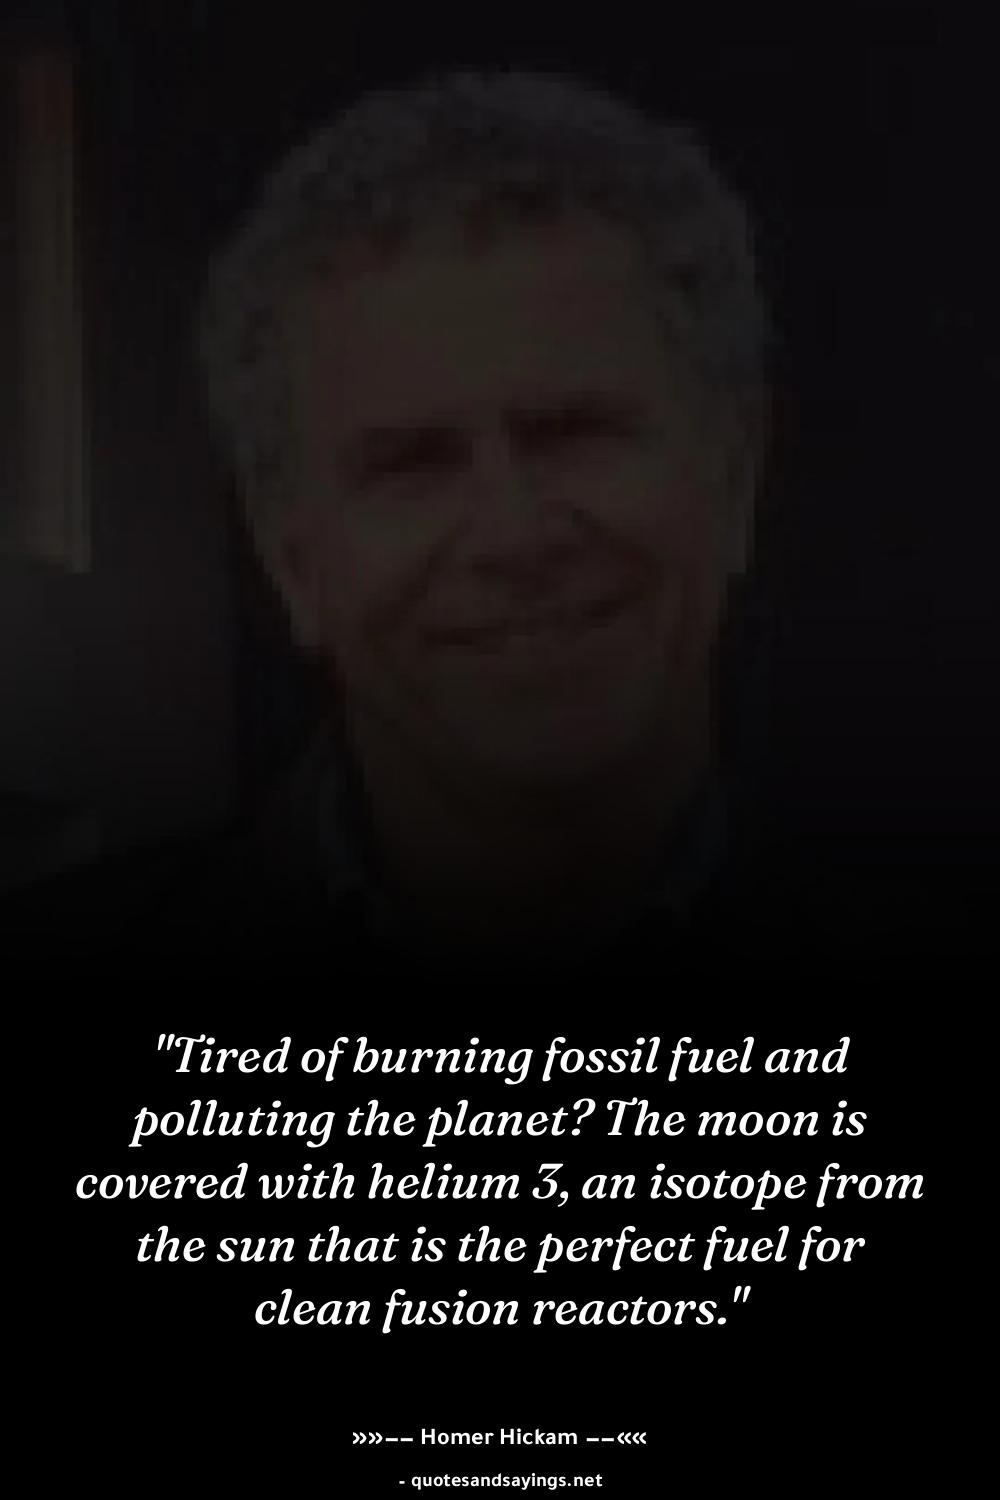 "Tired of burning fossil fuel and
polluting the planet? The moon is
covered with helium 3, an isotope from
the sun that is the perfect fuel for
clean fusion reactors."
»»−− Homer Hickam −−««
- quotesandsayings.net